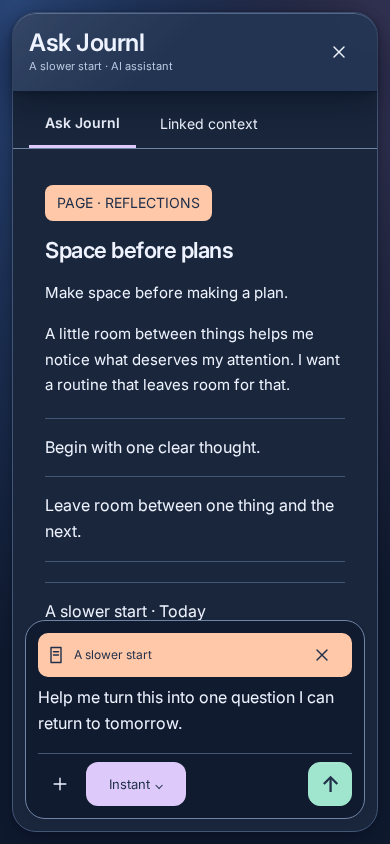 Ask Journl
A slower start · AI assistant
Ask Journl
Linked context
PAGE · REFLECTIONS
Space before plans
Make space before making a plan.
A little room between things helps me
notice what deserves my attention. I want
a routine that leaves room for that.
Begin with one clear thought.
Leave room between one thing and the
next.
A slower start · Today
A slower start
Help me turn this into one question I can
return to tomorrow.
Instant